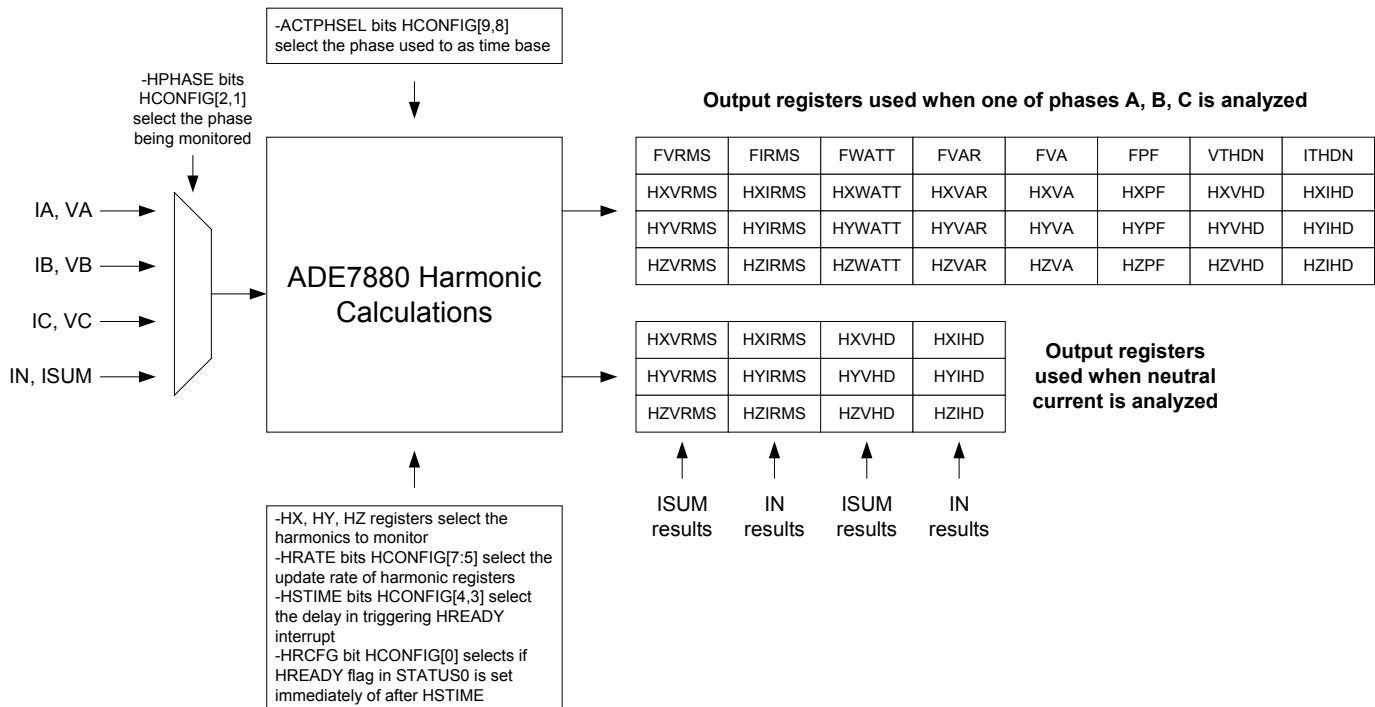 -ACTPHSEL bits HCONFIG[9,8]
select the phase used to as time base
-HPHASE bits
HCONFIG[2,1]
select the phase
being monitored
Output registers used when one of phases A, B, C is analyzed
FVRMS FIRMS FWATT FVAR FVA FPF VTHDN ITHDN
HXVRMS HXIRMS HXWATT HXVAR HXVA HXPF HXVHD HXIHD
HYVRMS HYIRMS HYWATT HYVAR HYVA HYPF HYVHD HYIHD
HZVRMS HZIRMS HZWATT HZVAR HZVA HZPF HZVHD HZIHD
IA, VA
IB, VB
IC, VC
IN, ISUM
ADE7880 Harmonic
Calculations
HXVRMS HXIRMS HXVHD HXIHD
HYVRMS HYIRMS HYVHD HYIHD
HZVRMS HZIRMS HZVHD HZIHD
Output registers
used when neutral
current is analyzed
ISUM
results
IN
results
ISUM
results
IN
results
-HX, HY, HZ registers select the
harmonics to monitor
-HRATE bits HCONFIG[7:5] select the
update rate of harmonic registers
-HSTIME bits HCONFIG[4,3] select
the delay in triggering HREADY
interrupt
-HRCFG bit HCONFIG[0] selects if
HREADY flag in STATUS0 is set
immediately of after HSTIME